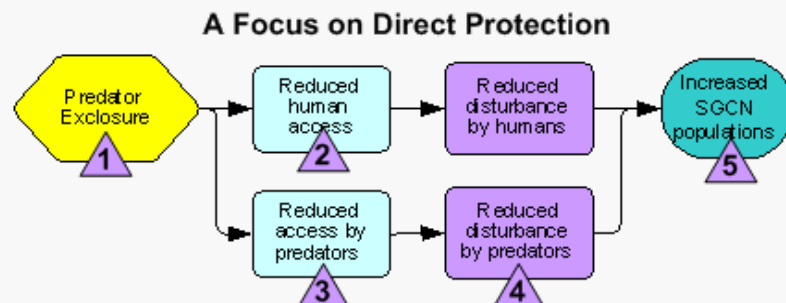 A Focus on Direct Protection
Predator
Exclosure
1
Reduced
human
access
2
Reduced
disturbance
by humans
Increased
SGCN
populations
5
Reduced
access by
predators
3
Reduced
disturbance
by predators
4